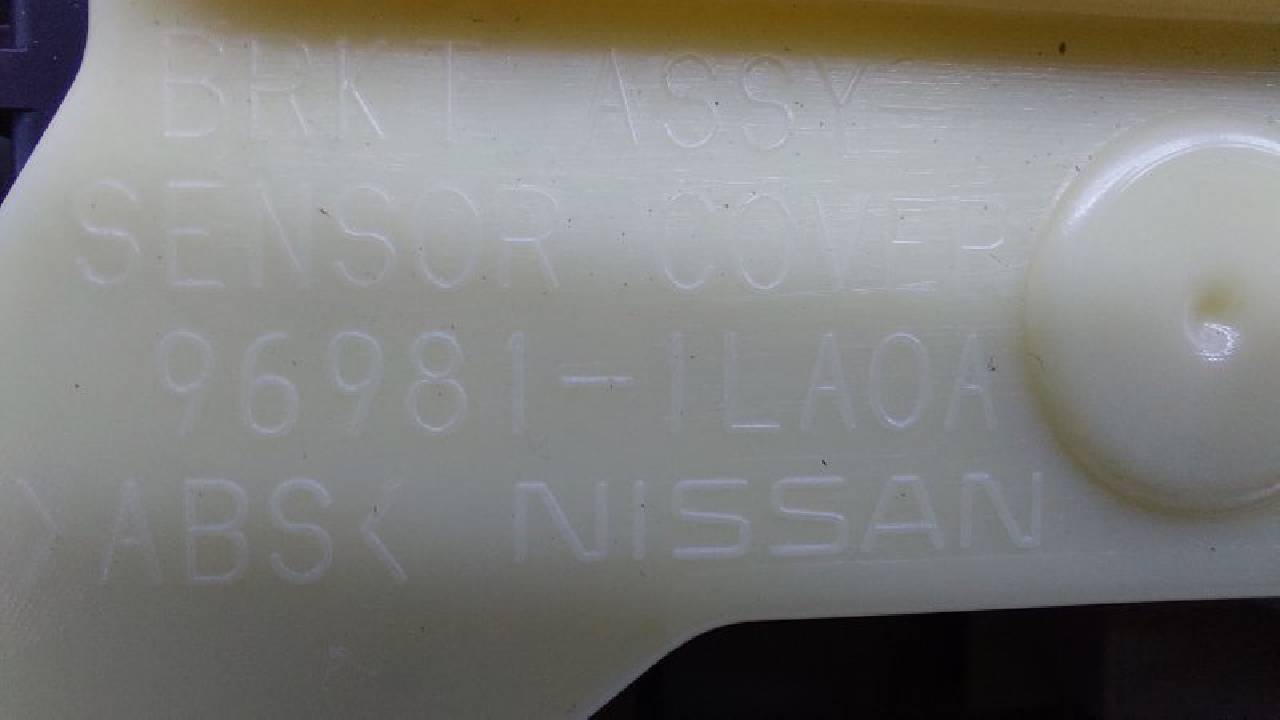 BRKT ASSY-
SENSOR COVER
96981-1LA0A
>ABS< NISSAN